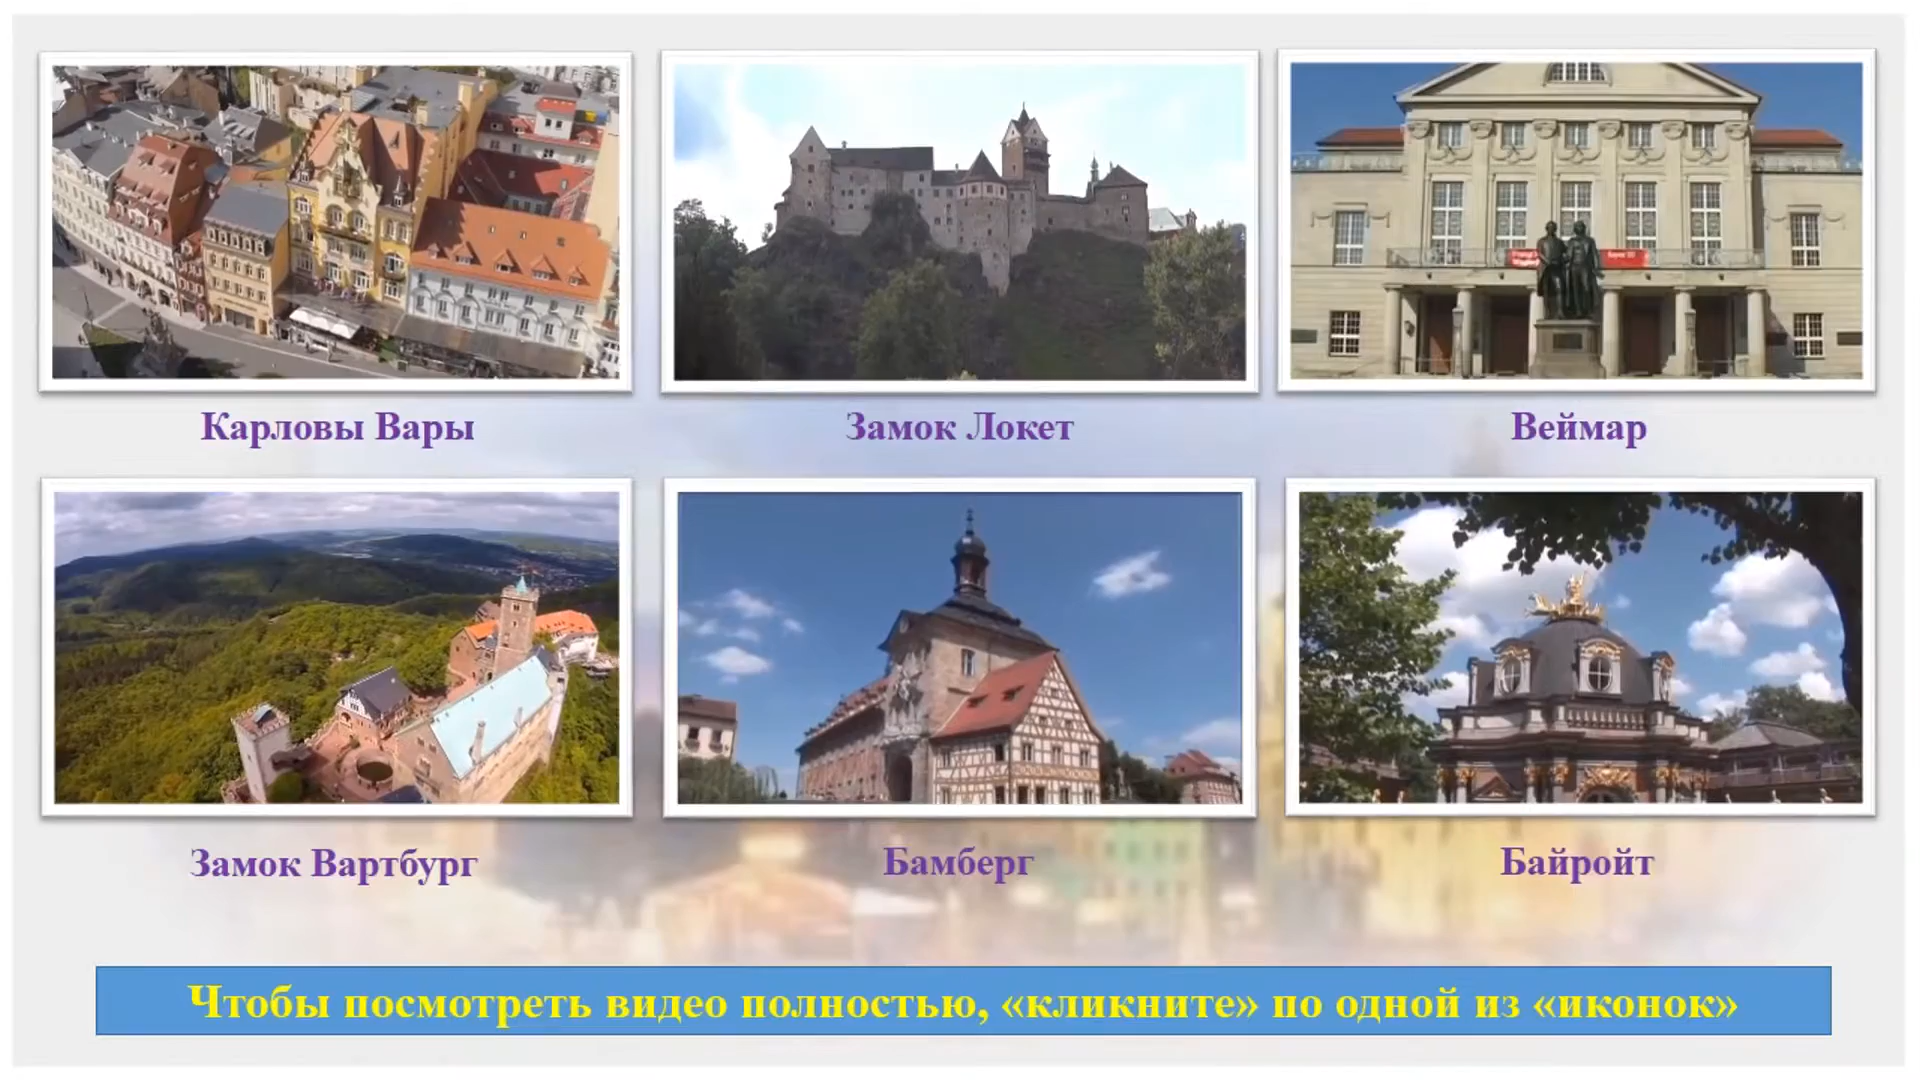 Карловы Вары
Замок Локет
Веймар
Замок Вартбург
Бамберг
Байройт
Чтобы посмотреть видео полностью, «кликните» по одной из «иконок»